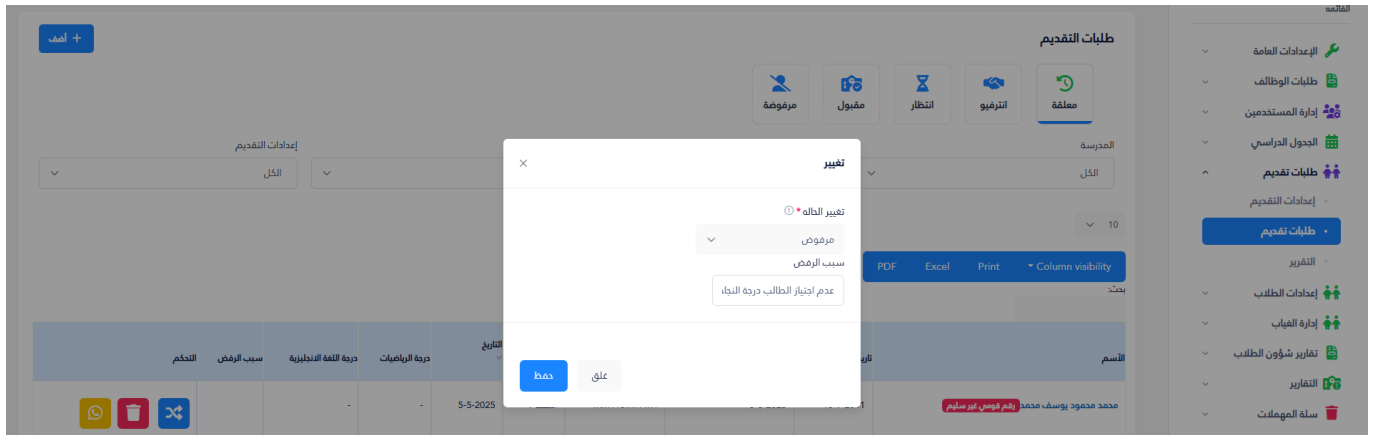 القائمه
الإعدادات العامة
طلبات الوظائف
إدارة المستخدمين
الجدول الدراسي
طلبات تقديم
إعدادات التقديم
طلبات تقديم
التقرير
إعدادات الطلاب
إدارة الغياب
تقارير شؤون الطلاب
التقارير
سلة المهملات
طلبات التقديم
+ أضف
معلقة
انترفيو
انتظار
مقبول
مرفوضة
المدرسة
إعدادات التقديم
الكل
الكل
10
Column visibility
Print
Excel
PDF
بحث:
تغيير
×
تغيير الحاله *
مرفوض
سبب الرفض
عدم اجتياز الطالب درجة النجا
علق
حفظ
الأسم
التاريخ
درجة الرياضيات
درجة اللغة الانجليزية
سبب الرفض
التحكم
محمد محمود يوسف محمد رقم قومي غير سليم
5-5-2025
-
-